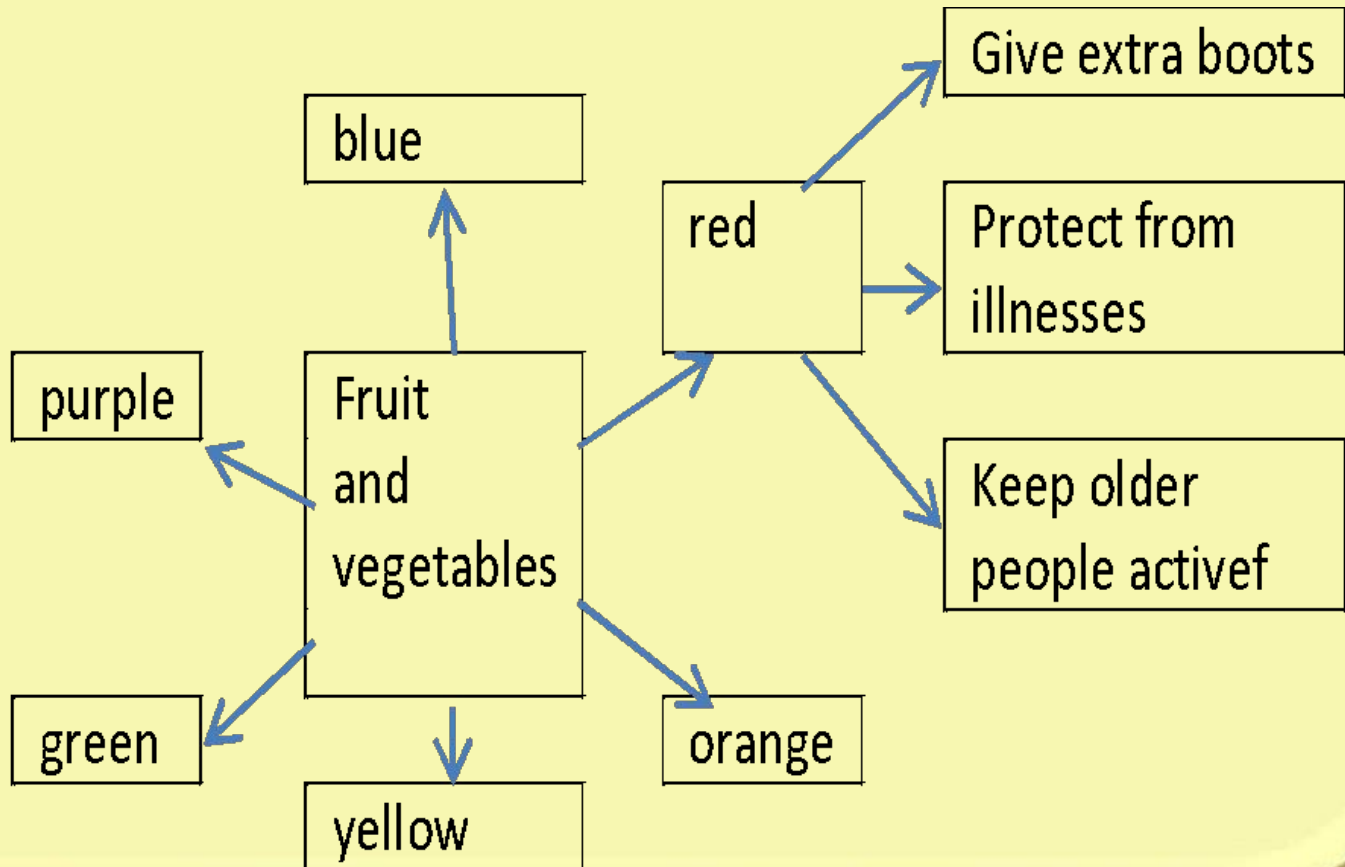 Give extra boots
blue
red
Protect from
illnesses
purple
Fruit
and
vegetables
Keep older
people activef
green
orange
yellow